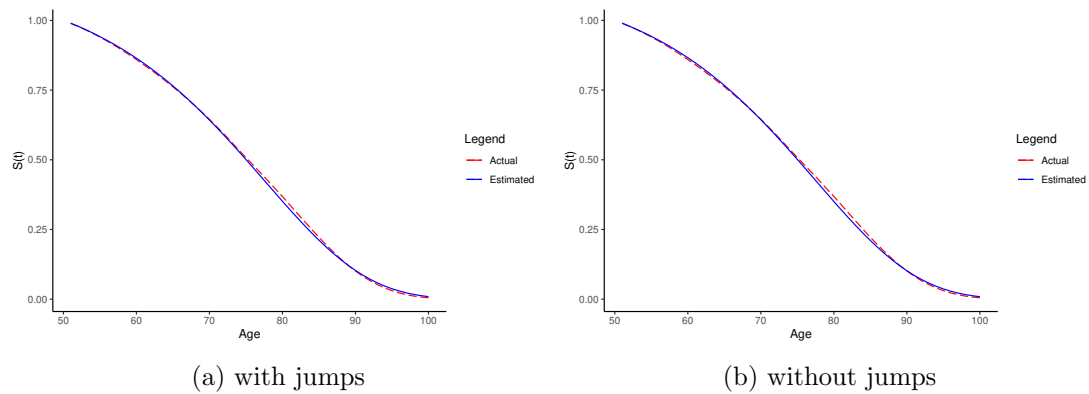 1.00
0.75
0.50
0.25
0.00
S(t)
50 60 70 80 90 100
Age
Legend
Actual
Estimated
(a) with jumps
1.00
0.75
0.50
0.25
0.00
S(t)
50 60 70 80 90 100
Age
Legend
Actual
Estimated
(b) without jumps